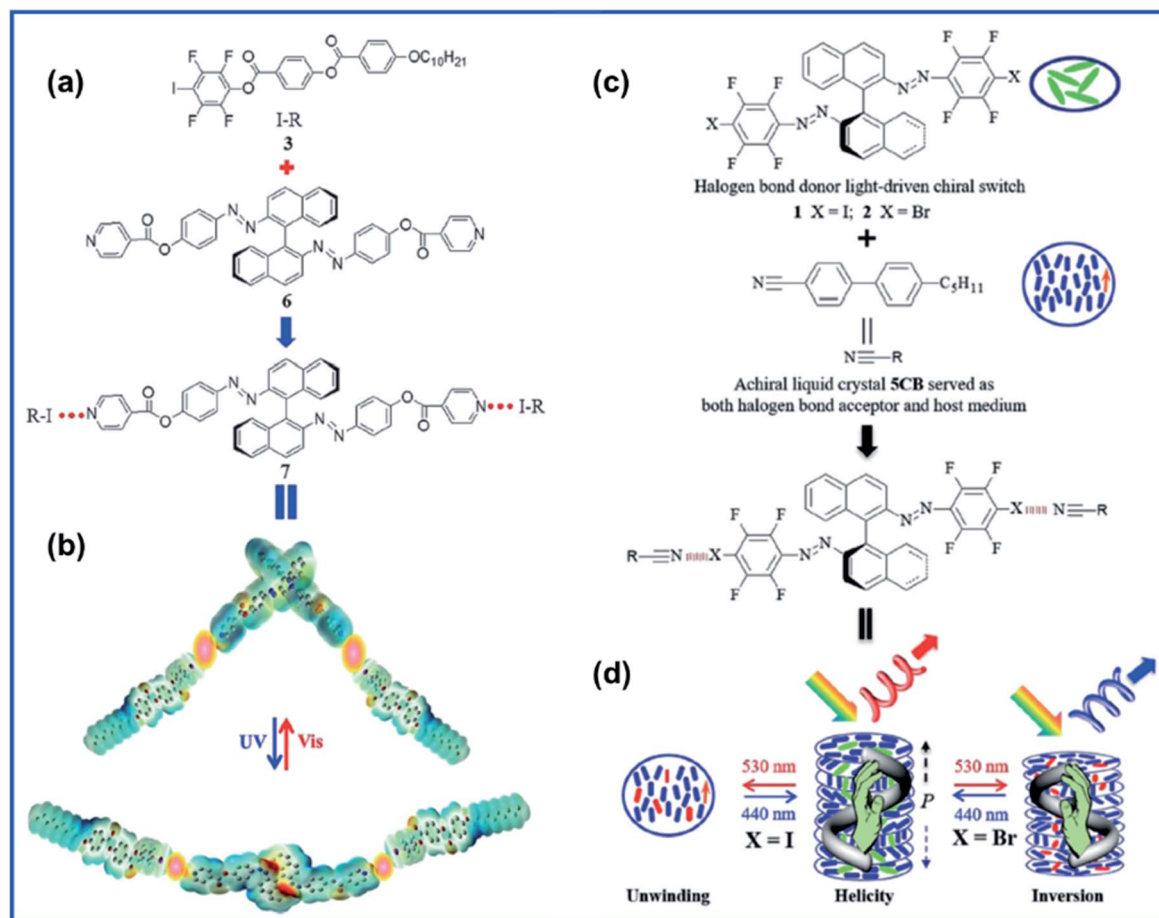 (a)
O
O
F
F
O
O
OC10H21
I
O
F
F
I-R
3
+
N
O
O
N=N
N=N
O
O
N
6
R-I
N
O
O
N=N
N=N
O
O
N
I-R
7
(b)
UV
Vis
(c)
F
F
N=N
X
F
F
F
F
X
N=N
F
F
Halogen bond donor light-driven chiral switch
1 X = I; 2 X = Br
+
N≡
C5H11
||
N≡R
Achiral liquid crystal 5CB served as
both halogen bond acceptor and host medium
F
F
N=N
X
N≡R
F
F
F
F
R≡N
X
N=N
F
F
(d)
530 nm
440 nm
X = I
P
530 nm
440 nm
X = Br
Unwinding
Helicity
Inversion